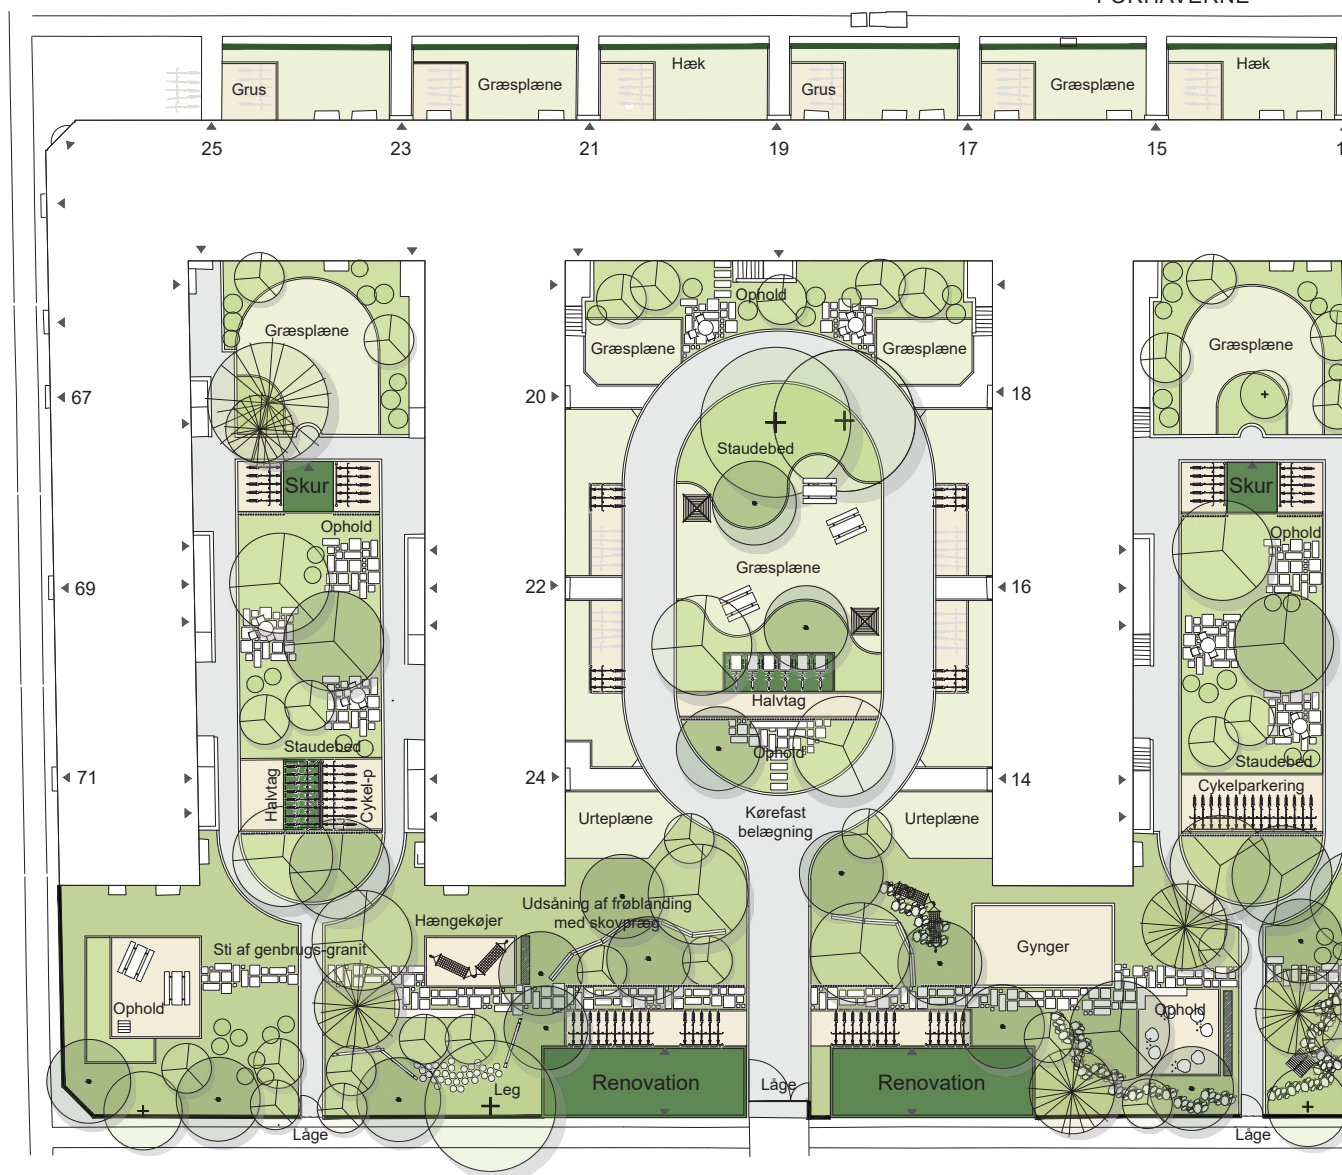 Grus
Græsplæne
Hæk
Grus
Græsplæne
Hæk
25
23
21
19
17
15
67
69
71
Græsplæne
Skur
Ophold
Staudebed
Halvtag
Cykel-p
Ophold
Græsplæne
Græsplæne
20
18
Staudebed
Græsplæne
22
16
Halvtag
Ophold
24
14
Kørefast
belægning
Urteplæne
Urteplæne
Græsplæne
Skur
Ophold
Staudebed
Cykelparkering
Udsåning af frøblanding
med skovpræg
Hængekøjer
Sti af genbrugs-granit
Gynger
Ophold
Ophold
Renovation
Renovation
Leg
Låge
Låge
Låge